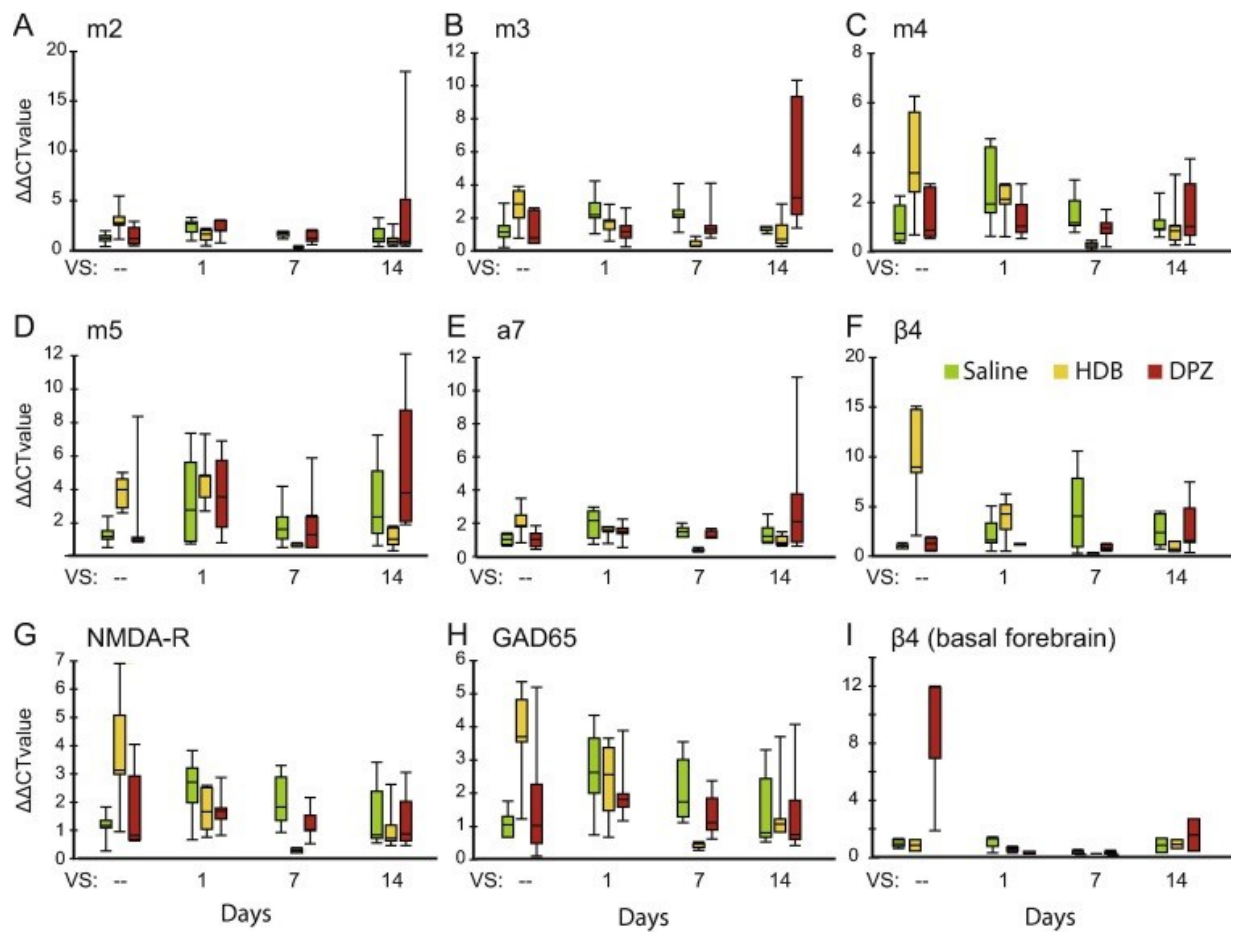 A m2
20
15
10
5
0
ΔΔCTvalue
VS: -- 1 7 14
B m3
12
10
8
6
4
2
0
VS: -- 1 7 14
C m4
8
6
4
2
0
VS: -- 1 7 14
D m5
12
10
8
6
4
2
ΔΔCTvalue
VS: -- 1 7 14
E a7
12
10
8
6
4
2
0
VS: -- 1 7 14
F β4
20
15
10
5
0
Saline HDB DPZ
VS: -- 1 7 14
G NMDA-R
7
6
5
4
3
2
1
0
ΔΔCTvalue
VS: -- 1 7 14
Days
H GAD65
6
5
4
3
2
1
0
VS: -- 1 7 14
Days
I β4 (basal forebrain)
12
8
4
0
VS: -- 1 7 14
Days